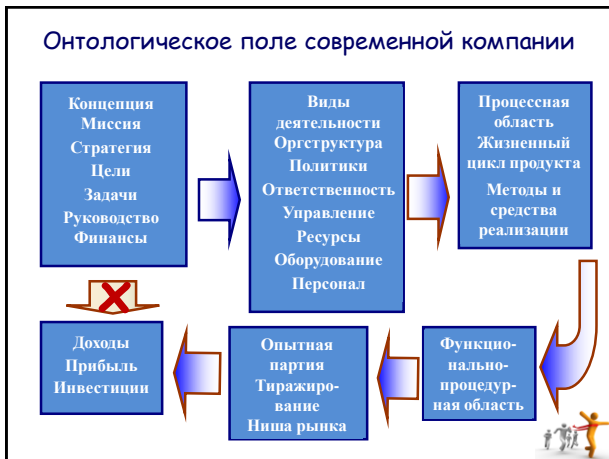 Онтологическое поле современной компании
Концепция
Миссия
Стратегия
Цели
Задачи
Руководство
Финансы
Виды
деятельности
Оргструктура
Политики
Ответственность
Управление
Ресурсы
Оборудование
Персонал
Процессная
область
Жизненный
цикл продукта
Методы и
средства
реализации
Доходы
Прибыль
Инвестиции
Опытная
партия
Тиражиро-
вание
Ниша рынка
Функцио-
нально-
процедур-
ная область